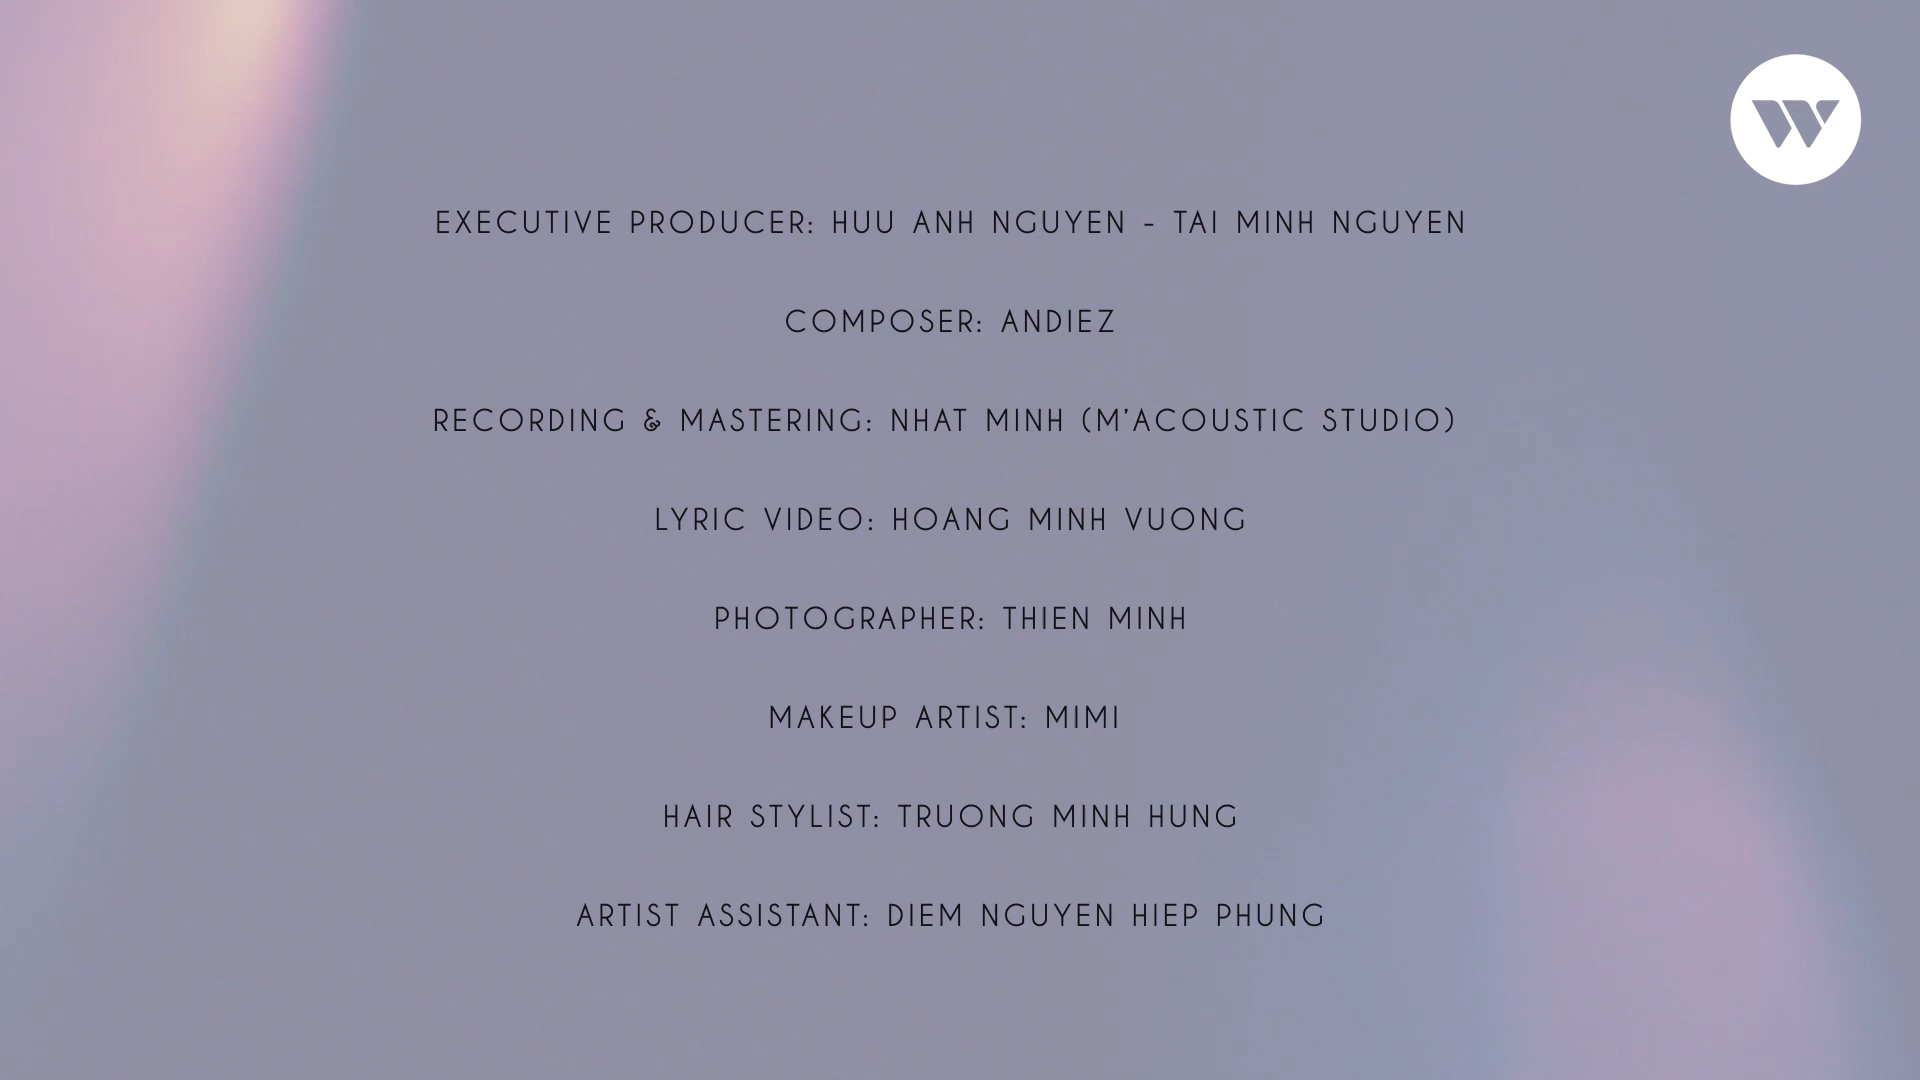 EXECUTIVE PRODUCER: HUU ANH NGUYEN - TAI MINH NGUYEN
COMPOSER: ANDIEZ
RECORDING & MASTERING: NHAT MINH (M'ACOUSTIC STUDIO)
LYRIC VIDEO: HOANG MINH VUONG
PHOTOGRAPHER: THIEN MINH
MAKEUP ARTIST: MIMI
HAIR STYLIST: TRUONG MINH HUNG
ARTIST ASSISTANT: DIEM NGUYEN HIEP PHUNG